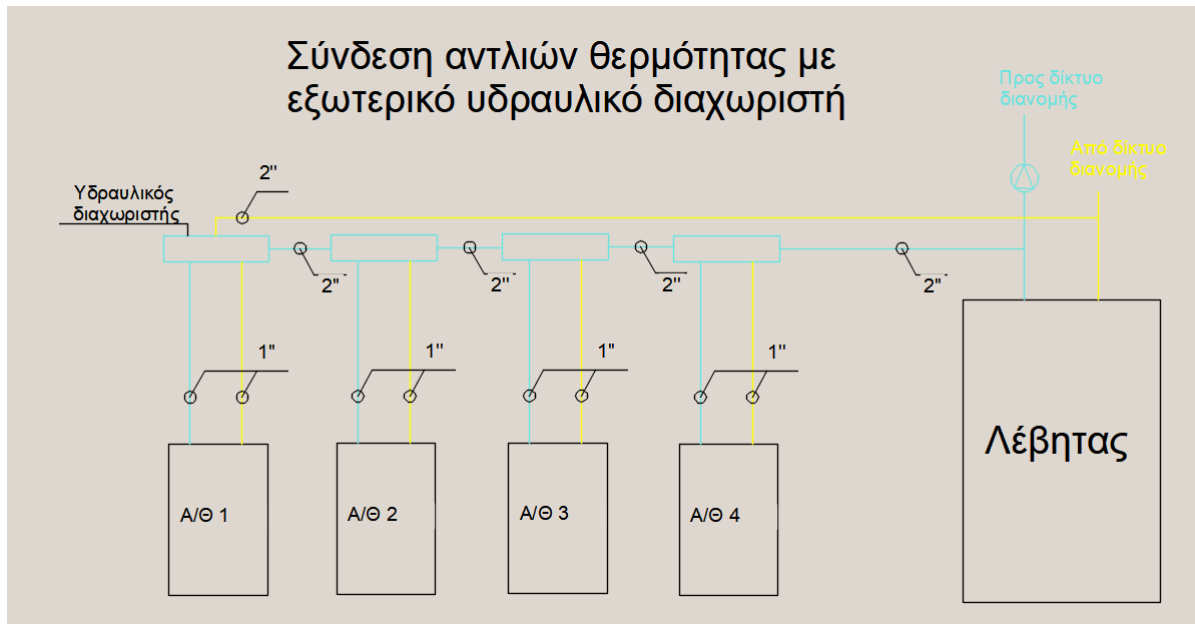 Σύνδεση αντλιών θερμότητας με
εξωτερικό υδραυλικό διαχωριστή
Προς δίκτυο
διανομής
Από δίκτυο
διανομής
2''
Υδραυλικός
διαχωριστής
2''
2''
2''
2''
1''
1''
1''
1''
Λέβητας
Α/Θ 1
Α/Θ 2
Α/Θ 3
Α/Θ 4